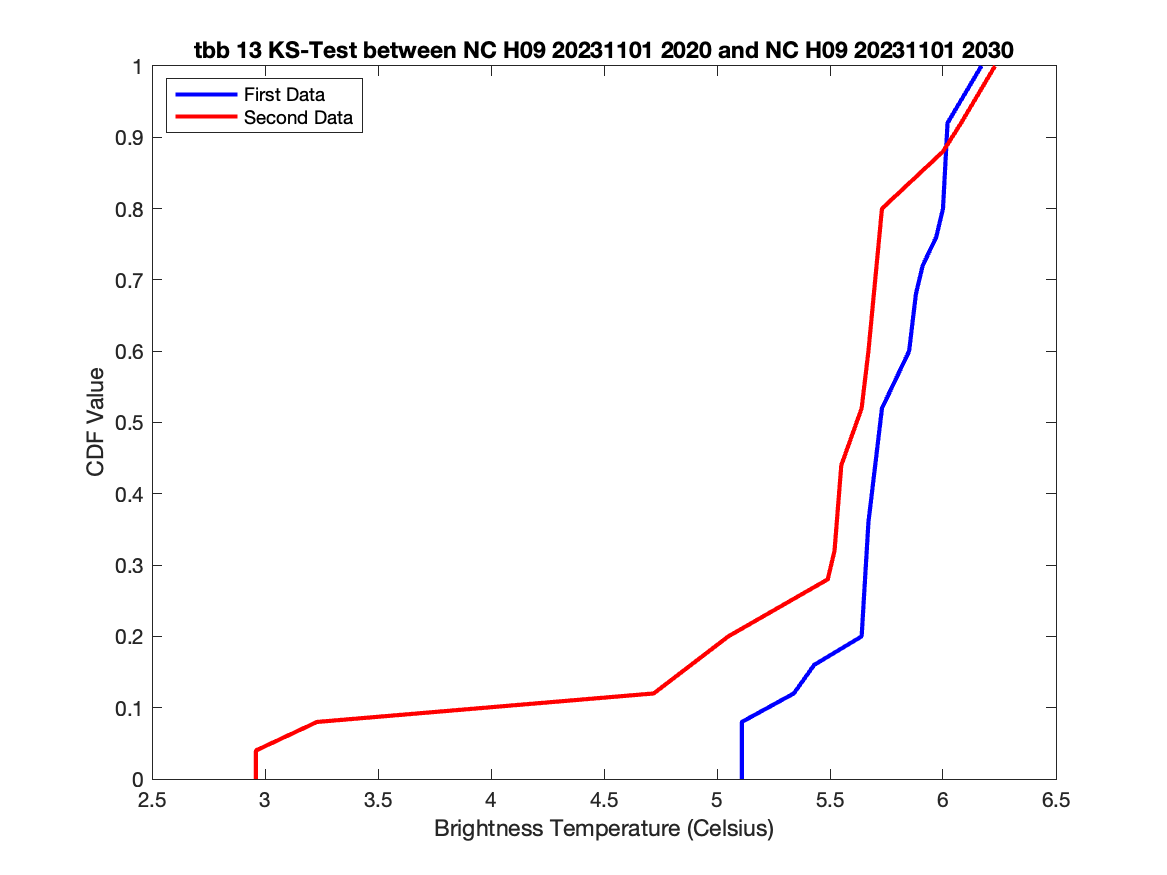 tbb 13 KS-Test between NC H09 20231101 2020 and NC H09 20231101 2030
First Data
Second Data
1
0.9
0.8
0.7
0.6
0.5
0.4
0.3
0.2
0.1
0
CDF Value
2.5 3 3.5 4 4.5 5 5.5 6 6.5
Brightness Temperature (Celsius)